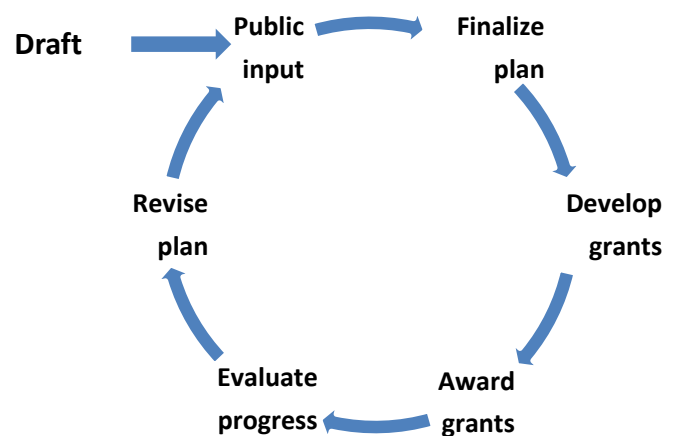 Draft
Public
input
Finalize
plan
Develop
grants
Award
grants
Evaluate
progress
Revise
plan